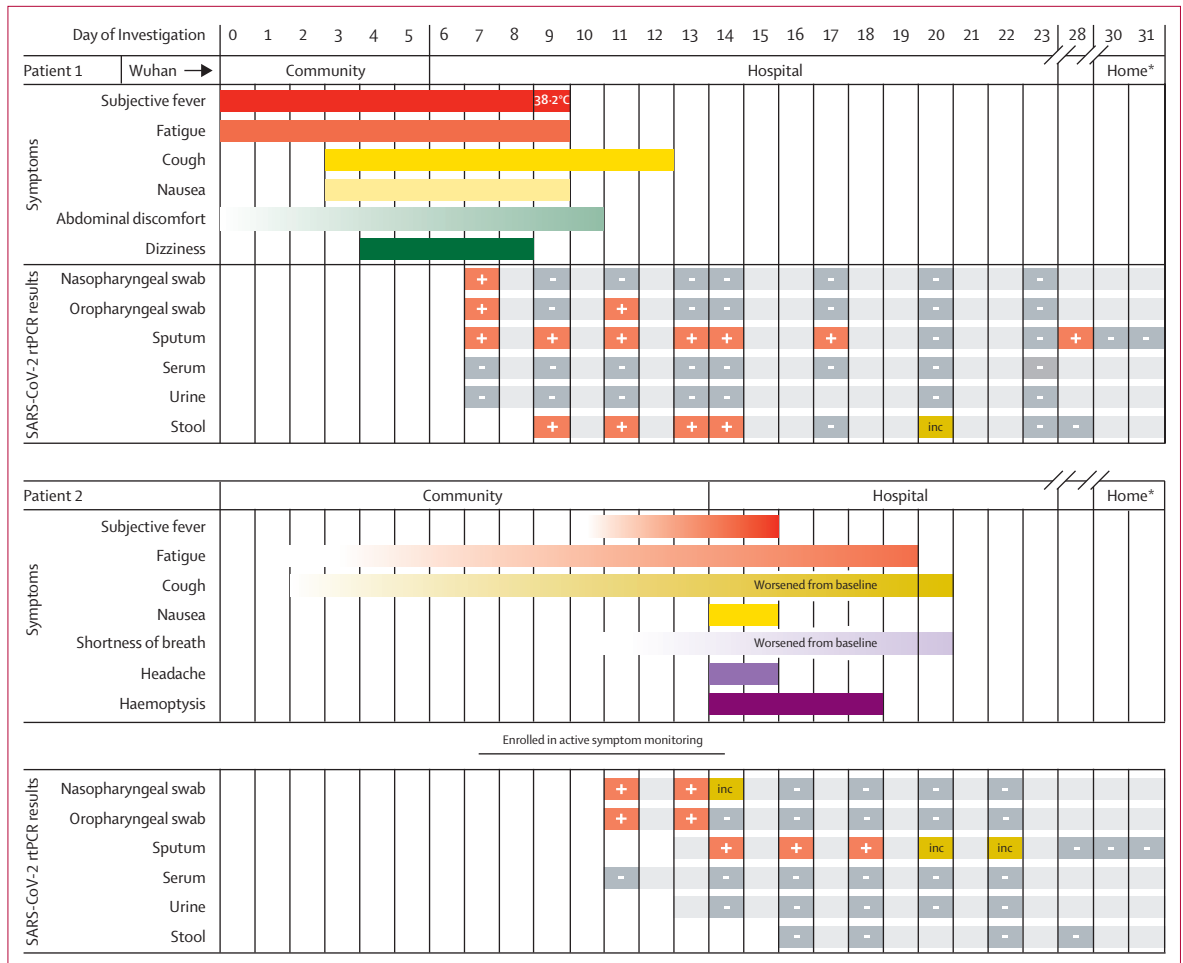 Day of Investigation 0 1 2 3 4 5 6 7 8 9 10 11 12 13 14 15 16 17 18 19 20 21 22 23 28 30 31
Patient 1 Wuhan → Community Hospital Home*
Symptoms
Subjective fever 38·2°C
Fatigue
Cough
Nausea
Abdominal discomfort
Dizziness
SARS-CoV-2 rtPCR results
Nasopharyngeal swab + - - - - - - -
Oropharyngeal swab + - + - - - - -
Sputum + + + + + + - - + - -
Serum - - - - - - - -
Urine - - - - - - -
Stool + + + + - inc - -
Patient 2 Community Hospital Home*
Symptoms
Subjective fever
Fatigue
Cough Worsened from baseline
Nausea
Shortness of breath Worsened from baseline
Headache
Haemoptysis
Enrolled in active symptom monitoring
SARS-CoV-2 rtPCR results
Nasopharyngeal swab + + inc - - - -
Oropharyngeal swab + + - - - - -
Sputum + + + inc inc - - -
Serum - - - - - -
Urine - - - - -
Stool - - - -